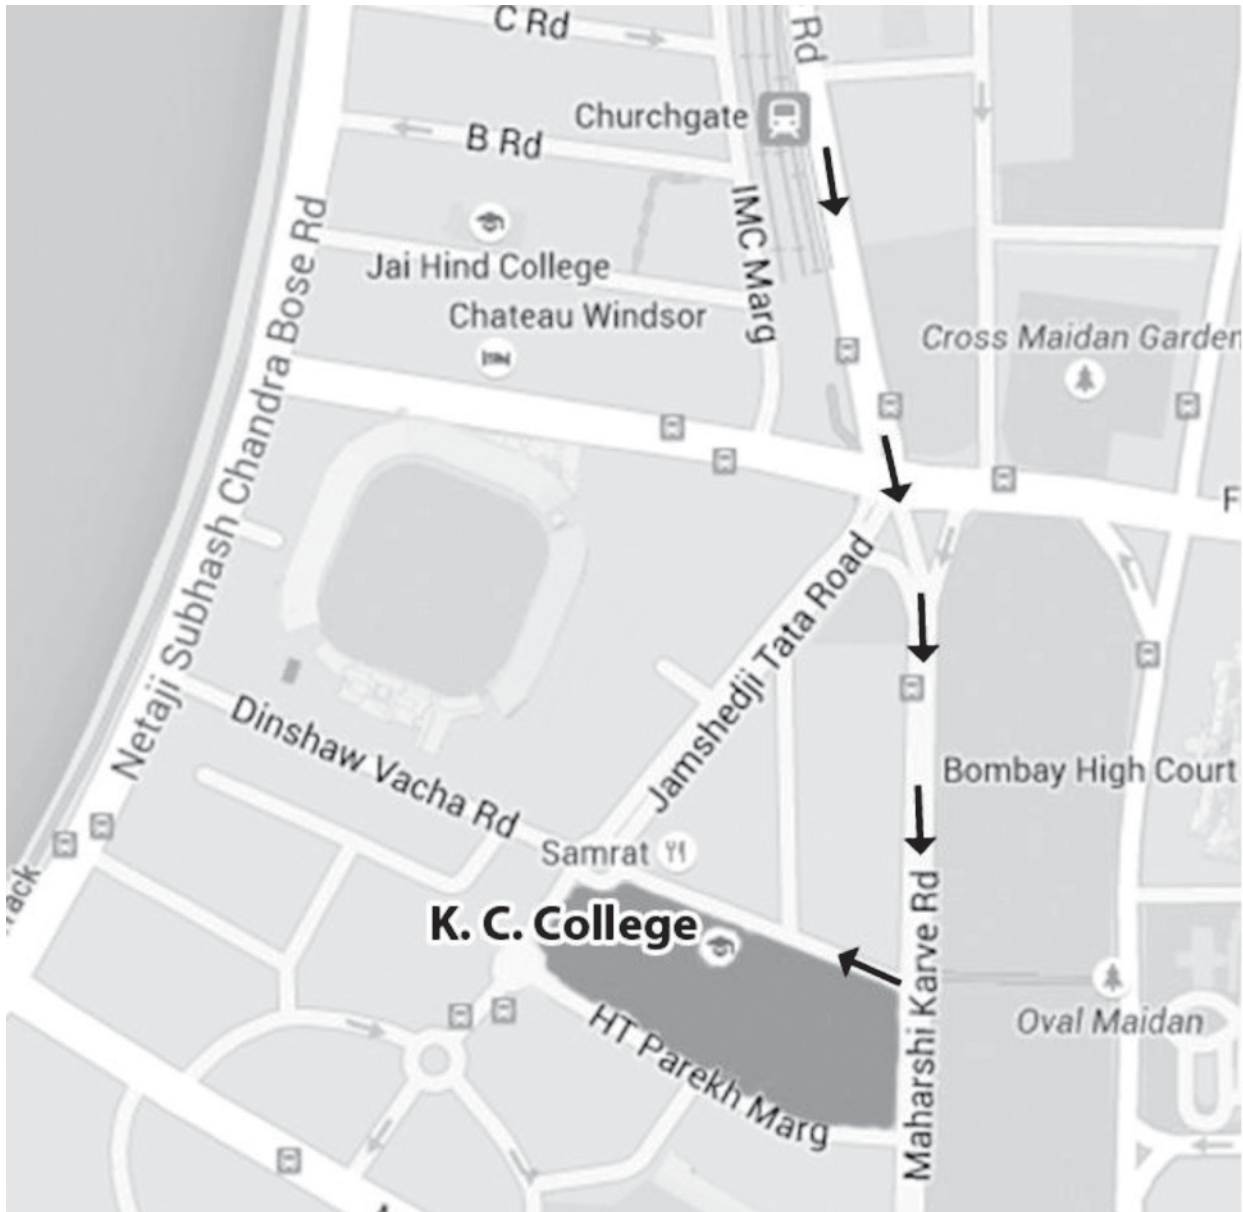 C Rd
Rd
Churchgate
B Rd
IMC Marg
Jai Hind College
Chateau Windsor
Cross Maidan Garden
Netaji Subhash Chandra Bose Rd
F
Jamshedji Tata Road
Dinshaw Vacha Rd
Bombay High Court
Samrat
K. C. College
Maharshi Karve Rd
HT Parekh Marg
Oval Maidan